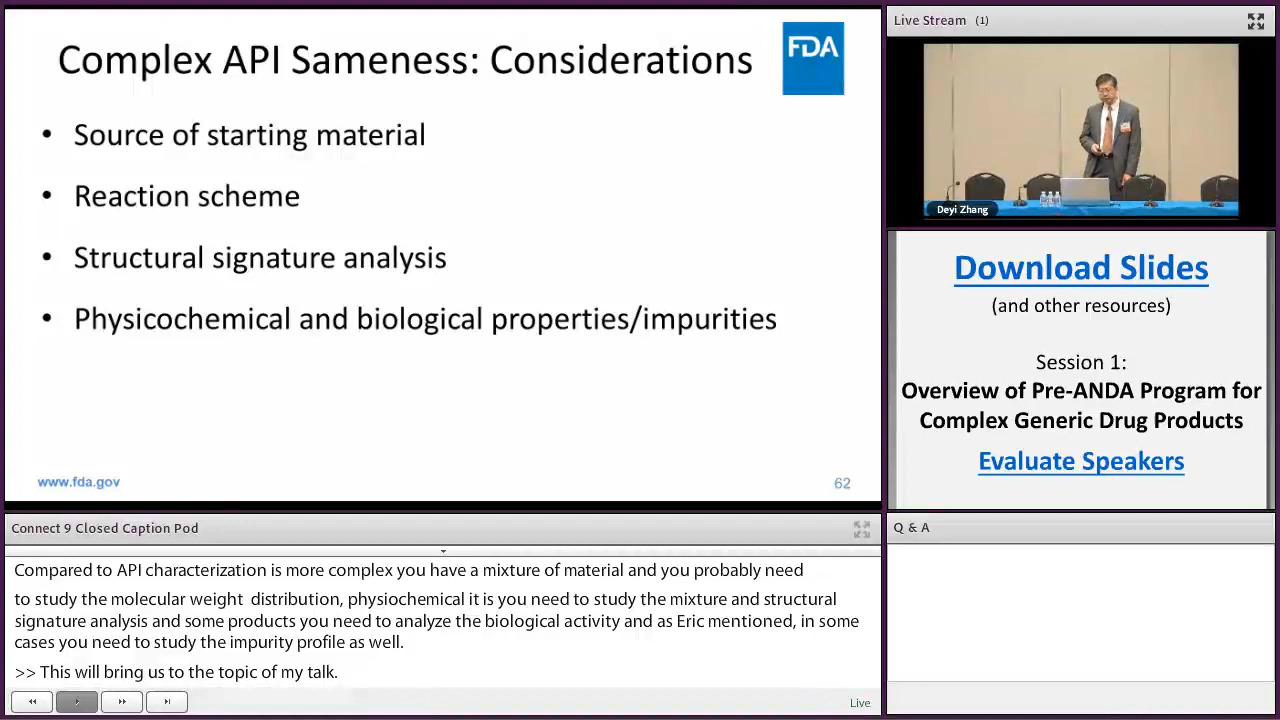 Complex API Sameness: Considerations
FDA
• Source of starting material
• Reaction scheme
• Structural signature analysis
• Physicochemical and biological properties/impurities
www.fda.gov
62
Live Stream (1)
Deyi Zhang
Download Slides
(and other resources)
Session 1:
Overview of Pre-ANDA Program for
Complex Generic Drug Products
Evaluate Speakers
Connect 9 Closed Caption Pod
Compared to API characterization is more complex you have a mixture of material and you probably need
to study the molecular weight distribution, physiochemical it is you need to study the mixture and structural
signature analysis and some products you need to analyze the biological activity and as Eric mentioned, in some
cases you need to study the impurity profile as well.
>> This will bring us to the topic of my talk.
Live
Q & A